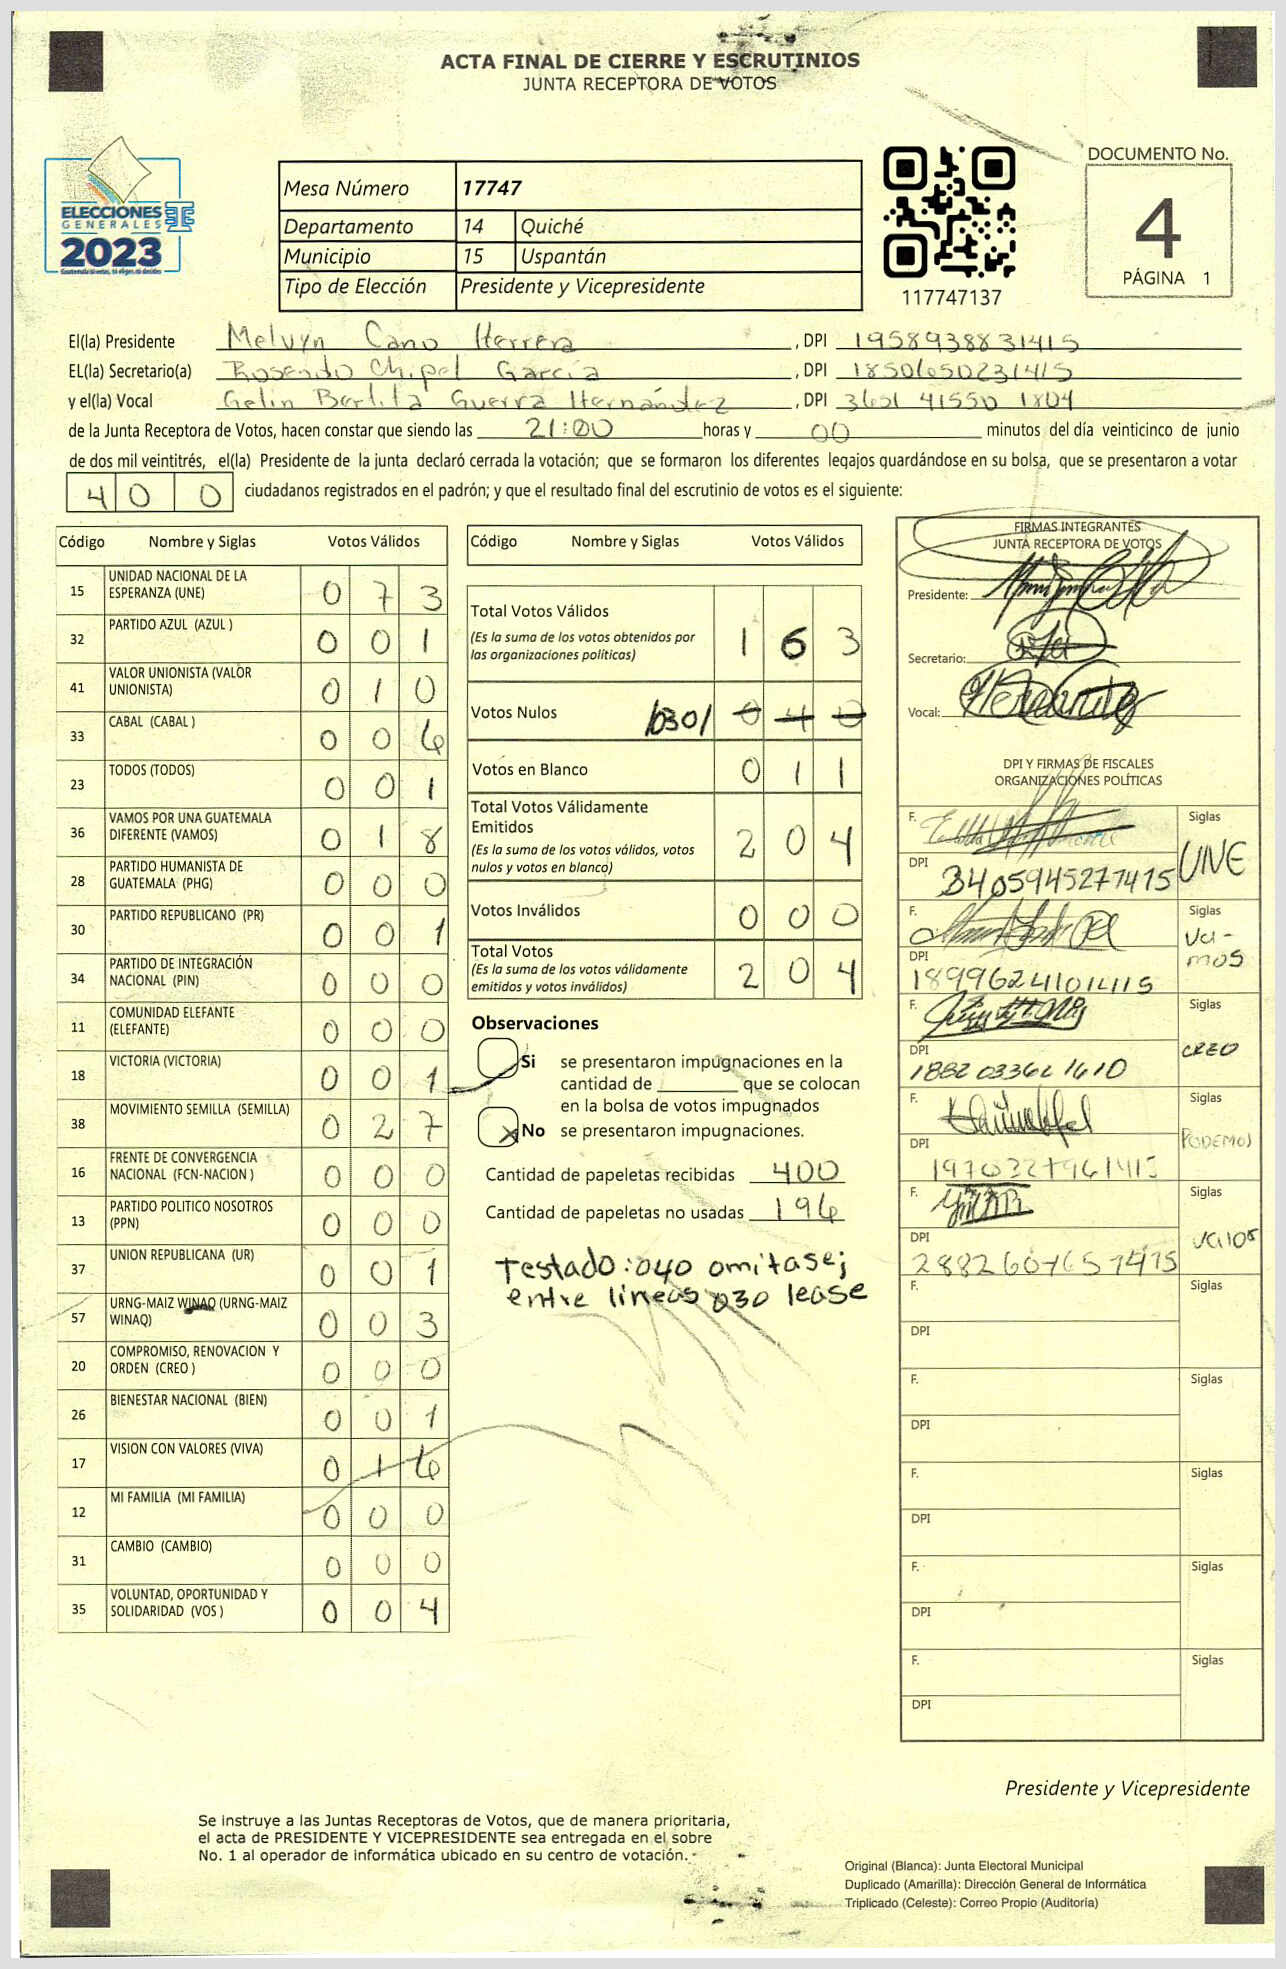 ACTA FINAL DE CIERRE Y ESCRUTINIOS
JUNTA RECEPTORA DE VOTOS
ELECCIONES
GENERALES
2023
Guatemala tú votas, tú eliges, tú decides
Mesa Número 17747
Departamento 14 Quiché
Municipio 15 Uspantán
Tipo de Elección Presidente y Vicepresidente
117747137
DOCUMENTO No.
4
PÁGINA 1
El(la) Presidente Melvyn Cano Herrera, DPI 1958938831415
EL(la) Secretario(a) Rosendo Chipel García, DPI 1850650231415
y el(la) Vocal Gelin Berlita Guerra Hernández, DPI 3651 41550 1804
de la Junta Receptora de Votos, hacen constar que siendo las 21:00 horas y 00 minutos del día veinticinco de junio
de dos mil veintitrés, el(la) Presidente de la junta declaró cerrada la votación; que se formaron los diferentes legajos guardándose en su bolsa, que se presentaron a votar
400 ciudadanos registrados en el padrón; y que el resultado final del escrutinio de votos es el siguiente:
Código Nombre y Siglas Votos Válidos
15 UNIDAD NACIONAL DE LA ESPERANZA (UNE) 0 7 3
32 PARTIDO AZUL (AZUL ) 0 0 1
41 VALOR UNIONISTA (VALOR UNIONISTA) 0 1 0
33 CABAL (CABAL ) 0 0 6
23 TODOS (TODOS) 0 0 1
36 VAMOS POR UNA GUATEMALA DIFERENTE (VAMOS) 0 1 8
28 PARTIDO HUMANISTA DE GUATEMALA (PHG) 0 0 0
30 PARTIDO REPUBLICANO (PR) 0 0 1
34 PARTIDO DE INTEGRACIÓN NACIONAL (PIN) 0 0 0
11 COMUNIDAD ELEFANTE (ELEFANTE) 0 0 0
18 VICTORIA (VICTORIA) 0 0 1
38 MOVIMIENTO SEMILLA (SEMILLA) 0 2 7
16 FRENTE DE CONVERGENCIA NACIONAL (FCN-NACION ) 0 0 0
13 PARTIDO POLITICO NOSOTROS (PPN) 0 0 0
37 UNION REPUBLICANA (UR) 0 0 1
57 URNG-MAIZ WINAQ (URNG-MAIZ WINAQ) 0 0 3
20 COMPROMISO, RENOVACION Y ORDEN (CREO ) 0 0 0
26 BIENESTAR NACIONAL (BIEN) 0 0 1
17 VISION CON VALORES (VIVA) 0 1 6
12 MI FAMILIA (MI FAMILIA) 0 0 0
31 CAMBIO (CAMBIO) 0 0 0
35 VOLUNTAD, OPORTUNIDAD Y SOLIDARIDAD (VOS ) 0 0 4
Código Nombre y Siglas Votos Válidos
Total Votos Válidos 1 6 3
(Es la suma de los votos obtenidos por
las organizaciones políticas)
Votos Nulos /030/ 0 4 0
Votos en Blanco 0 1 1
Total Votos Válidamente
Emitidos 2 0 4
(Es la suma de los votos válidos, votos
nulos y votos en blanco)
Votos Inválidos 0 0 0
Total Votos 2 0 4
(Es la suma de los votos válidamente
emitidos y votos inválidos)
Observaciones
Si se presentaron impugnaciones en la
cantidad de ________ que se colocan
en la bolsa de votos impugnados
X No se presentaron impugnaciones.
Cantidad de papeletas recibidas 400
Cantidad de papeletas no usadas 196
Testado: 040 omitase;
entre lineas 030 lease
FIRMAS INTEGRANTES
JUNTA RECEPTORA DE VOTOS
Presidente:
Secretario:
Vocal:
DPI Y FIRMAS DE FISCALES
ORGANIZACIONES POLÍTICAS
F. Siglas UNE
DPI 3405945271415
F. Siglas Vamos
DPI 1899624101415
F. Siglas CREO
DPI
F. Siglas PODEMOS
DPI 1970327961415
F. Siglas Valor
DPI
F. Siglas
DPI
F. Siglas
DPI
F. Siglas
DPI
F. Siglas
DPI
F. Siglas
DPI
Presidente y Vicepresidente
Se instruye a las Juntas Receptoras de Votos, que de manera prioritaria,
el acta de PRESIDENTE Y VICEPRESIDENTE sea entregada en el sobre
No. 1 al operador de informática ubicado en su centro de votación.
Original (Blanca): Junta Electoral Municipal
Duplicado (Amarilla): Dirección General de Informática
Triplicado (Celeste): Correo Propio (Auditoría)